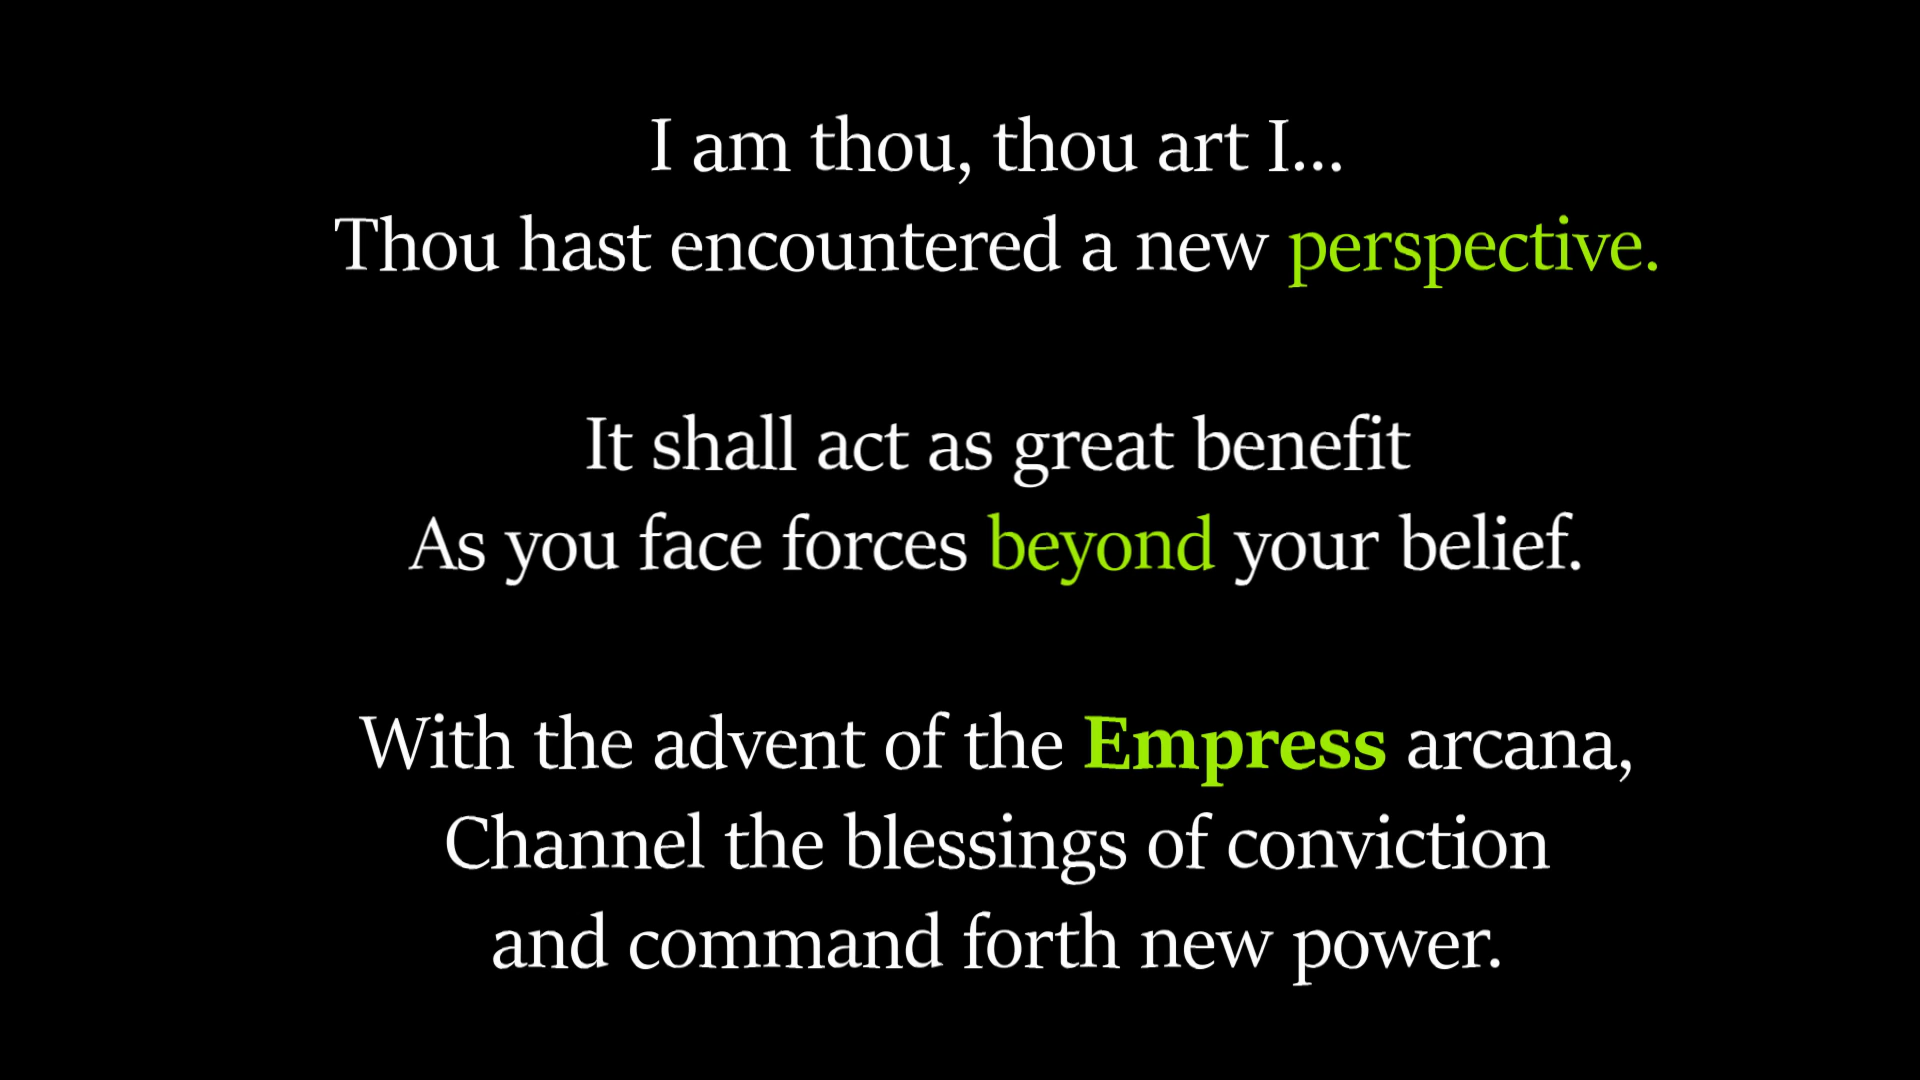 I am thou, thou art I...
Thou hast encountered a new perspective.
It shall act as great benefit
As you face forces beyond your belief.
With the advent of the Empress arcana,
Channel the blessings of conviction
and command forth new power.